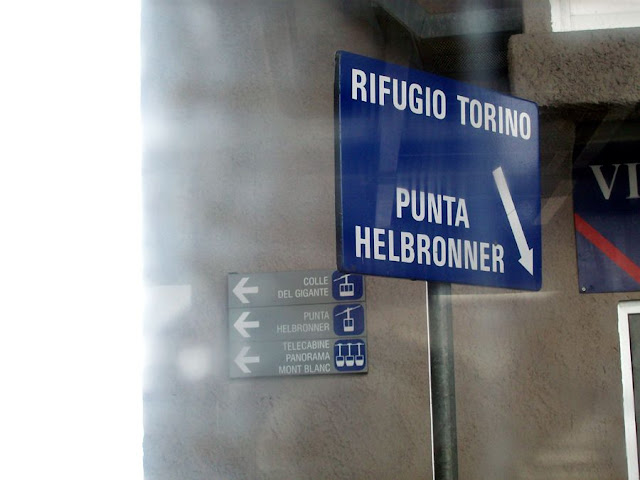 RIFUGIO TORINO
PUNTA
HELBRONNER
COLLE
DEL GIGANTE
PUNTA
HELBRONNER
TELECABINE
PANORAMA
MONT BLANC